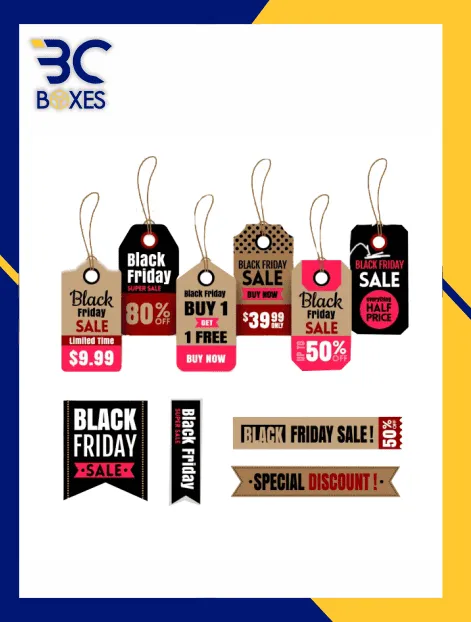 BC
BOXES
Black
Friday
SALE
Limited Time
$9.99
Black
Friday
SUPER SALE
80% OFF
Black Friday
BUY 1
GET
1 FREE
BUY NOW
BLACK FRIDAY
SALE
BUY NOW
$39.99 ONLY
Black
Friday
SALE
UP TO 50% OFF
BLACK FRIDAY
SALE
everything
HALF
PRICE
BLACK
FRIDAY
SALE
Black Friday
SUPER SALE
BLACK FRIDAY SALE! 50% OFF
SPECIAL DISCOUNT!